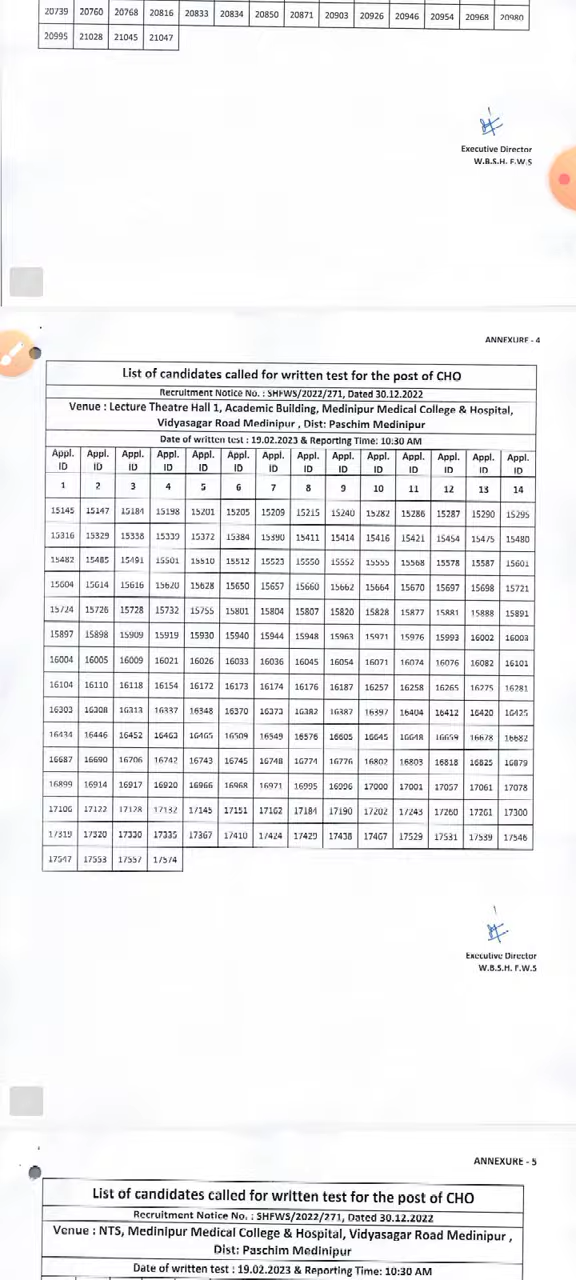 20739 20760 20768 20816 20833 20834 20850 20871 20903 20926 20946 20954 20968 20980
20995 21028 21045 21047
Executive Director
W.B.S.H. F.W.S
ANNEXURE - 4
List of candidates called for written test for the post of CHO
Recruitment Notice No. : SHFWS/2022/271, Dated 30.12.2022
Venue : Lecture Theatre Hall 1, Academic Building, Medinipur Medical College & Hospital,
Vidyasagar Road Medinipur , Dist: Paschim Medinipur
Date of written test : 19.02.2023 & Reporting Time: 10:30 AM
Appl. Appl. Appl. Appl. Appl. Appl. Appl. Appl. Appl. Appl. Appl. Appl. Appl. Appl.
ID ID ID ID ID ID ID ID ID ID ID ID ID ID
1 2 3 4 5 6 7 8 9 10 11 12 13 14
15145 15147 15184 15198 15201 15205 15209 15215 15240 15282 15286 15287 15290 15295
15316 15329 15338 15339 15372 15384 15390 15411 15414 15416 15421 15454 15475 15480
15482 15485 15491 15501 15510 15512 15523 15550 15552 15555 15568 15578 15587 15601
15604 15614 15616 15620 15628 15650 15657 15660 15662 15664 15670 15697 15698 15721
15724 15726 15728 15732 15755 15801 15804 15807 15820 15828 15877 15881 15888 15891
15897 15898 15909 15919 15930 15940 15944 15948 15963 15971 15976 15993 16002 16003
16004 16005 16009 16021 16026 16033 16036 16045 16054 16071 16074 16076 16082 16101
16104 16110 16118 16154 16172 16173 16174 16176 16187 16257 16258 16265 16275 16281
16303 16308 16313 16337 16348 16370 16373 16382 16387 16397 16404 16412 16420 16425
16434 16446 16452 16463 16465 16509 16549 16576 16605 16645 16648 16659 16678 16682
16687 16690 16706 16742 16743 16745 16748 16774 16776 16802 16803 16818 16825 16879
16899 16914 16917 16920 16966 16968 16971 16995 16996 17000 17001 17057 17061 17078
17106 17122 17128 17132 17145 17151 17162 17184 17190 17202 17243 17260 17261 17300
17319 17320 17330 17335 17367 17410 17424 17429 17438 17467 17529 17531 17539 17546
17547 17553 17557 17574
Executive Director
W.B.S.H. F.W.S
ANNEXURE - 5
List of candidates called for written test for the post of CHO
Recruitment Notice No. : SHFWS/2022/271, Dated 30.12.2022
Venue : NTS, Medinipur Medical College & Hospital, Vidyasagar Road Medinipur ,
Dist: Paschim Medinipur
Date of written test : 19.02.2023 & Reporting Time: 10:30 AM